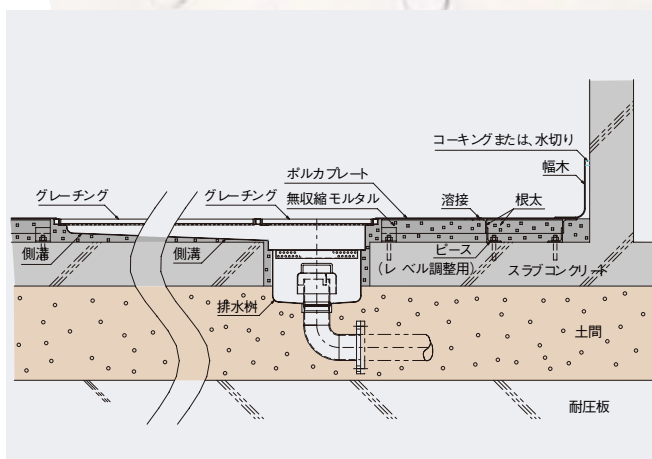 コーキングまたは、水切り
ポルカプレート
幅木
グレーチング
グレーチング
無収縮モルタル
溶接
根太
側溝
側溝
ピース
(レベル調整用)
スラブコンクリート
排水桝
土間
耐圧板